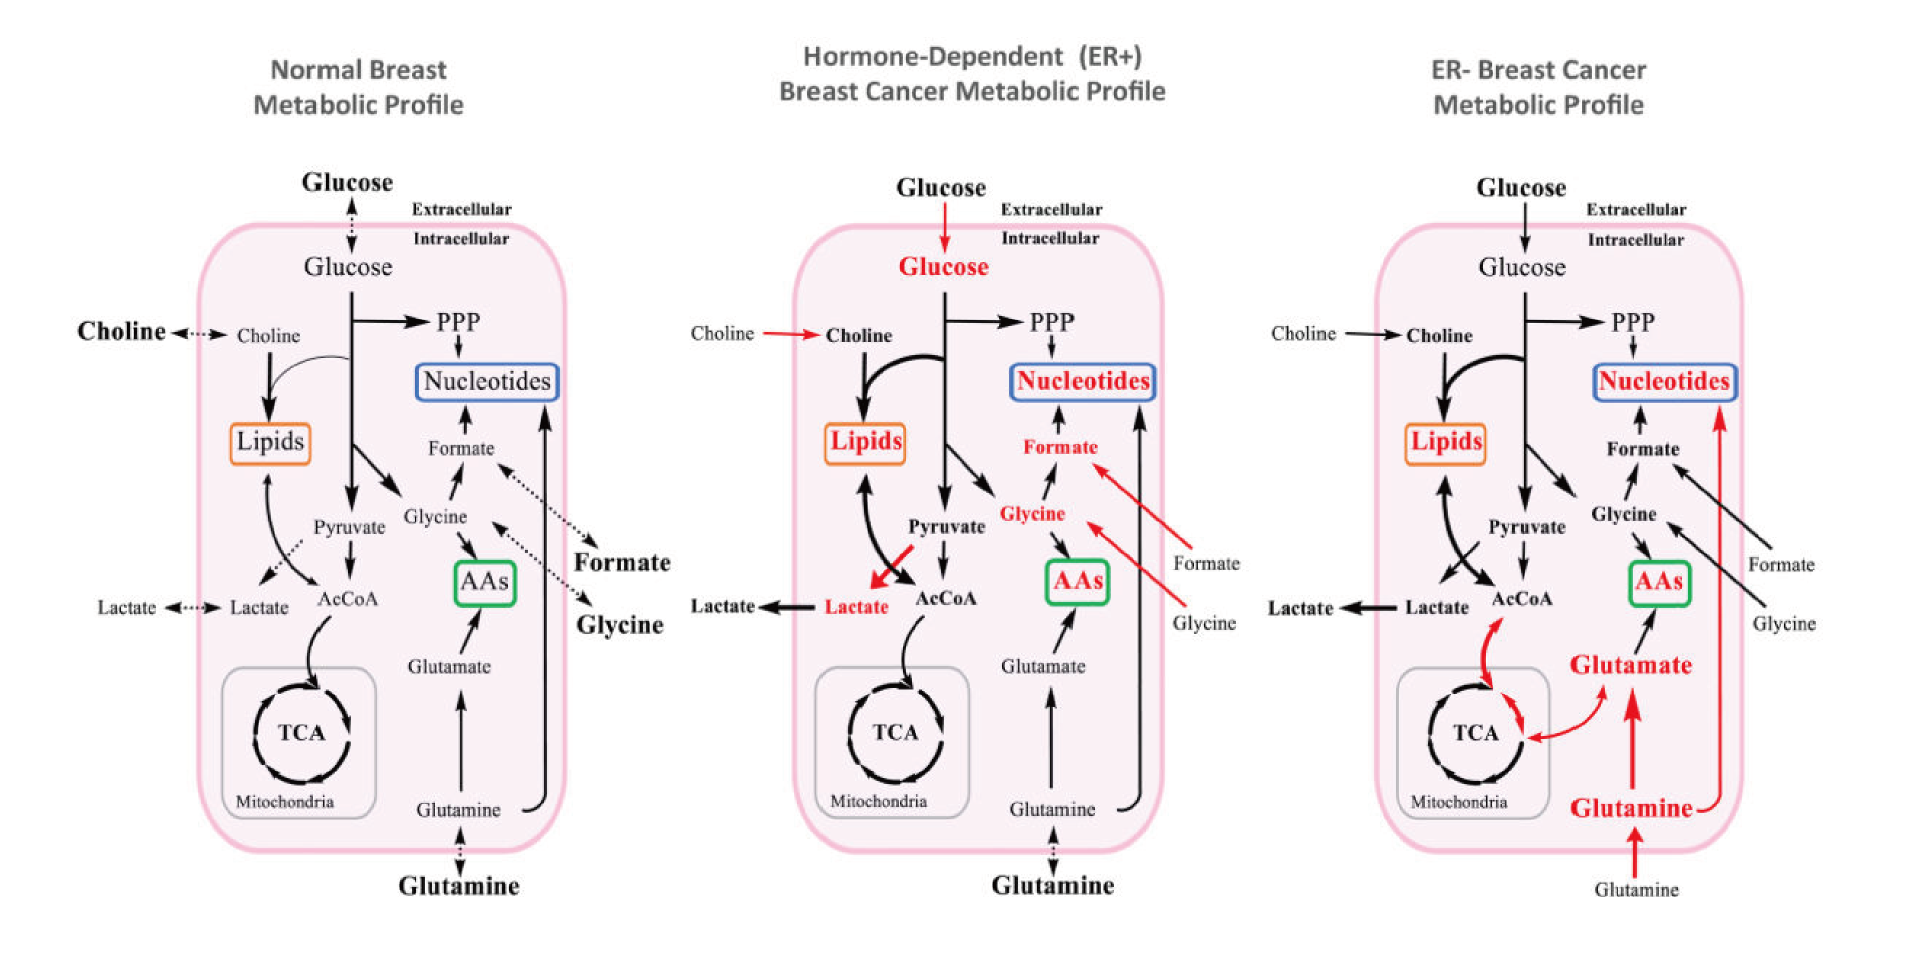 Normal Breast
Metabolic Profile
Glucose
Extracellular
Intracellular
Glucose
Choline
Choline
PPP
Nucleotides
Lipids
Formate
Glycine
Pyruvate
Formate
AAs
AcCoA
Lactate
Lactate
Glycine
Glutamate
TCA
Mitochondria
Glutamine
Glutamine
Hormone-Dependent (ER+)
Breast Cancer Metabolic Profile
Glucose
Extracellular
Intracellular
Glucose
Choline
Choline
PPP
Nucleotides
Lipids
Formate
Glycine
Pyruvate
Formate
AAs
AcCoA
Lactate
Lactate
Glycine
Glutamate
TCA
Mitochondria
Glutamine
Glutamine
ER- Breast Cancer
Metabolic Profile
Glucose
Extracellular
Intracellular
Glucose
Choline
Choline
PPP
Nucleotides
Lipids
Formate
Glycine
Pyruvate
Formate
AAs
AcCoA
Lactate
Lactate
Glycine
Glutamate
TCA
Mitochondria
Glutamine
Glutamine